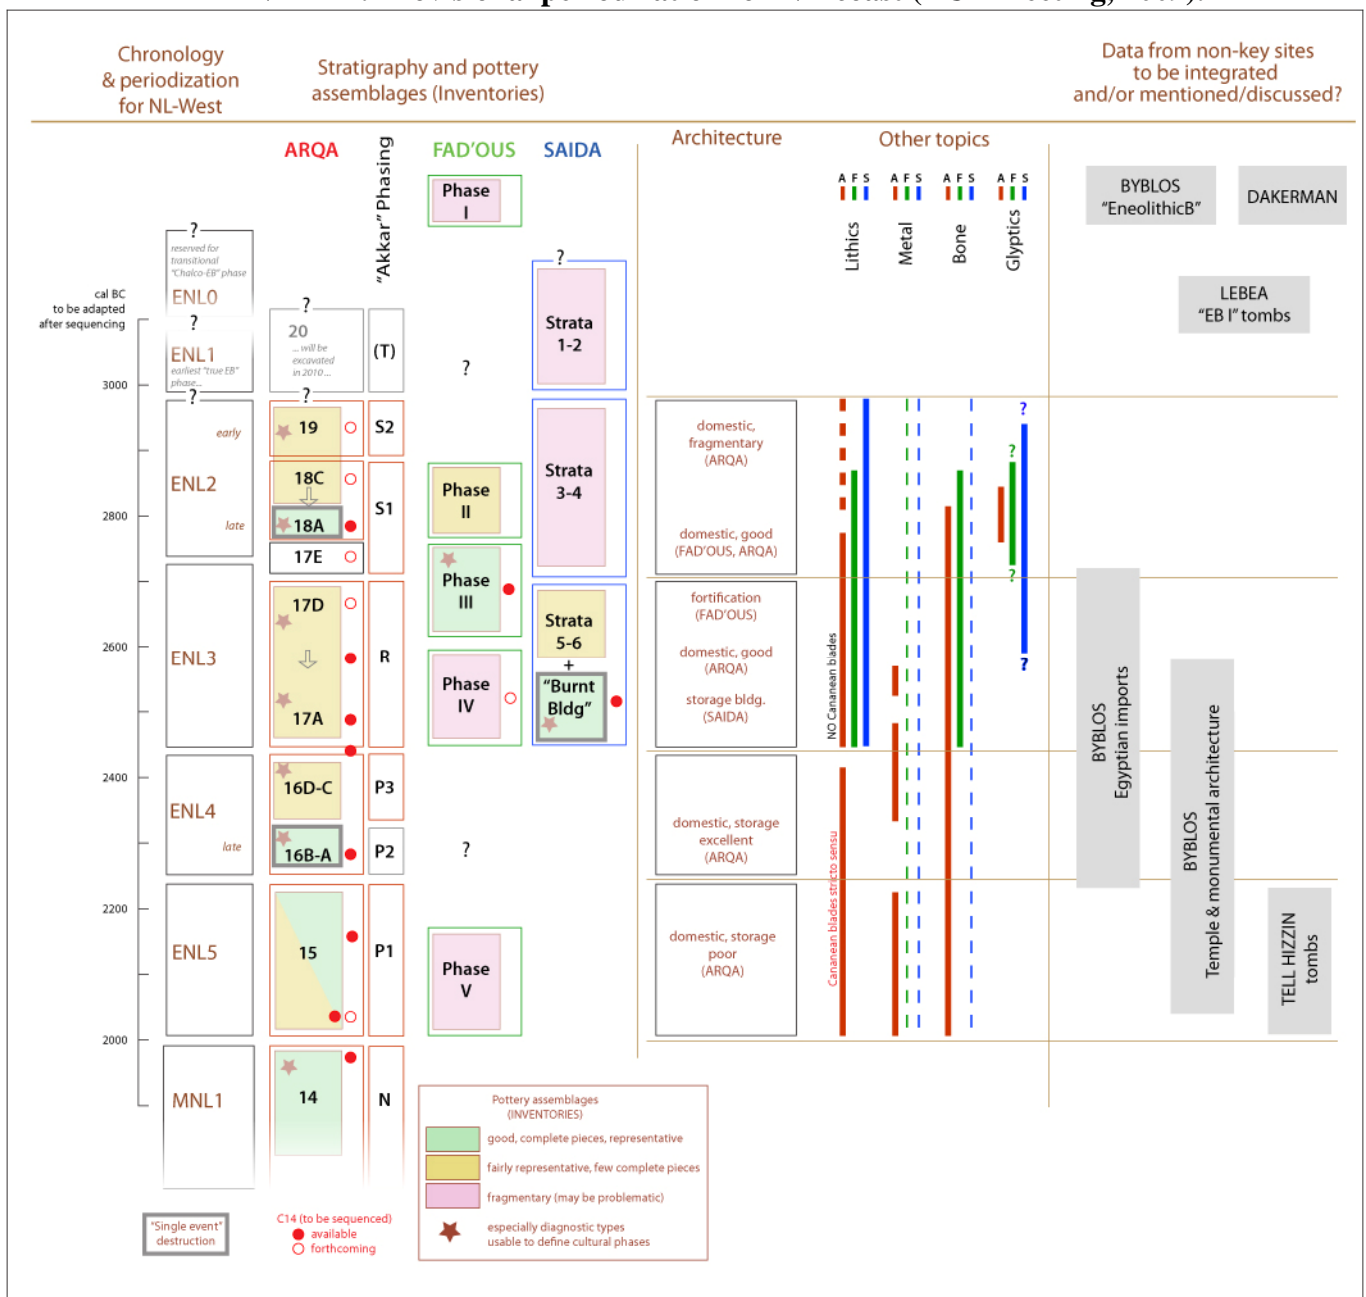 Chronology
& periodization
for NL-West
Stratigraphy and pottery
assemblages (Inventories)
Data from non-key sites
to be integrated
and/or mentioned/discussed?
ARQA
"Akkar" Phasing
FAD'OUS
SAIDA
Architecture
Other topics
A F S
A F S
A F S
A F S
Lithics
Metal
Bone
Glyptics
BYBLOS
"EneolithicB"
DAKERMAN
LEBEA
"EB I" tombs
Phase
I
?
reserved for
transitional
"Chalco-EB" phase
ENL0
cal BC
to be adapted
after sequencing
?
ENL1
earliest "true EB"
phase...
?
?
20
... will be
excavated
in 2010 ...
?
(T)
?
?
Strata
1-2
3000
2800
2600
2400
2200
2000
early
ENL2
late
19
18C
18A
17E
S2
S1
Phase
II
Phase
III
Strata
3-4
domestic,
fragmentary
(ARQA)
domestic, good
(FAD'OUS, ARQA)
?
?
?
?
ENL3
17D
17A
R
Phase
IV
Strata
5-6
+
"Burnt
Bldg"
fortification
(FAD'OUS)
domestic, good
(ARQA)
storage bldg.
(SAIDA)
NO Cananean blades
BYBLOS
Egyptian imports
BYBLOS
Temple & monumental architecture
TELL HIZZIN
tombs
ENL4
late
16D-C
16B-A
P3
P2
?
domestic, storage
excellent
(ARQA)
Cananean blades stricto sensu
ENL5
15
P1
Phase
V
domestic, storage
poor
(ARQA)
MNL1
14
N
Pottery assemblages
(INVENTORIES)
good, complete pieces, representative
fairly representative, few complete pieces
fragmentary (may be problematic)
especially diagnostic types
usable to define cultural phases
"Single event"
destruction
C14 (to be sequenced)
available
forthcoming